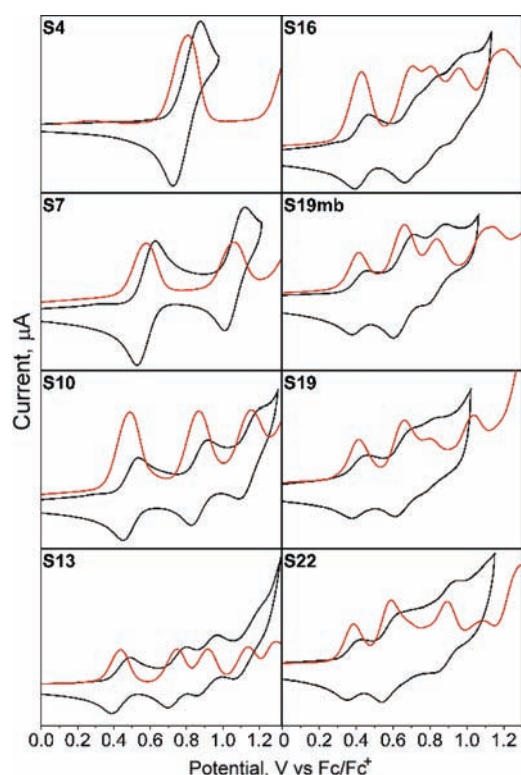 S4
S16
S7
S19mb
S10
S19
S13
S22
Current, μA
0.0 0.2 0.4 0.6 0.8 1.0 1.2 0.0 0.2 0.4 0.6 0.8 1.0 1.2
Potential, V vs Fc/Fc⁺